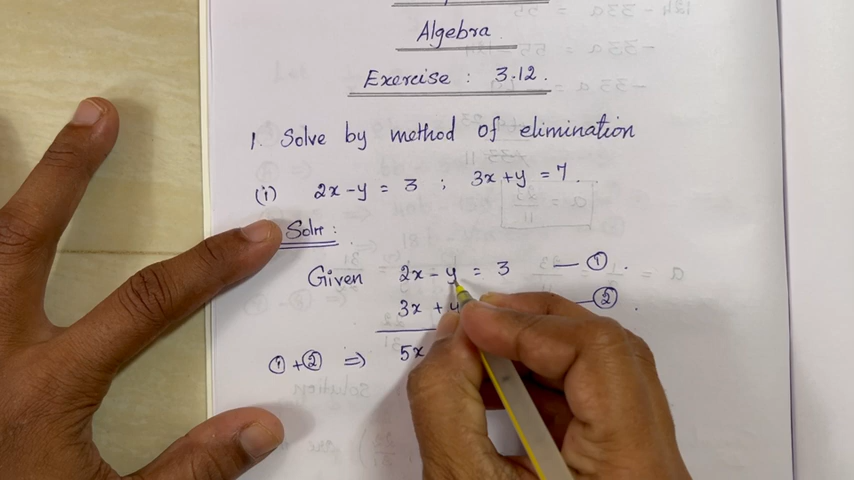 Algebra
Exercise : 3.12.
1. Solve by method of elimination
(i) 2x - y = 3 ; 3x + y = 7.
Soln :
Given 2x - y = 3 — ①.
3x + y — ②.
① + ② ⇒ 5x